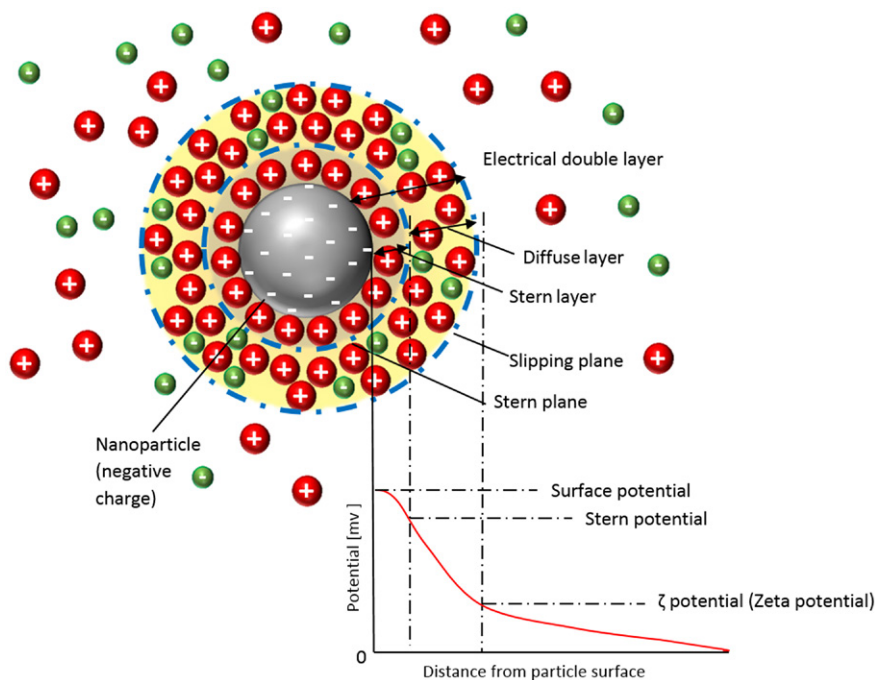 Electrical double layer
Diffuse layer
Stern layer
Slipping plane
Stern plane
Nanoparticle
(negative
charge)
Surface potential
Stern potential
ζ potential (Zeta potential)
Potential [mv ]
0
Distance from particle surface